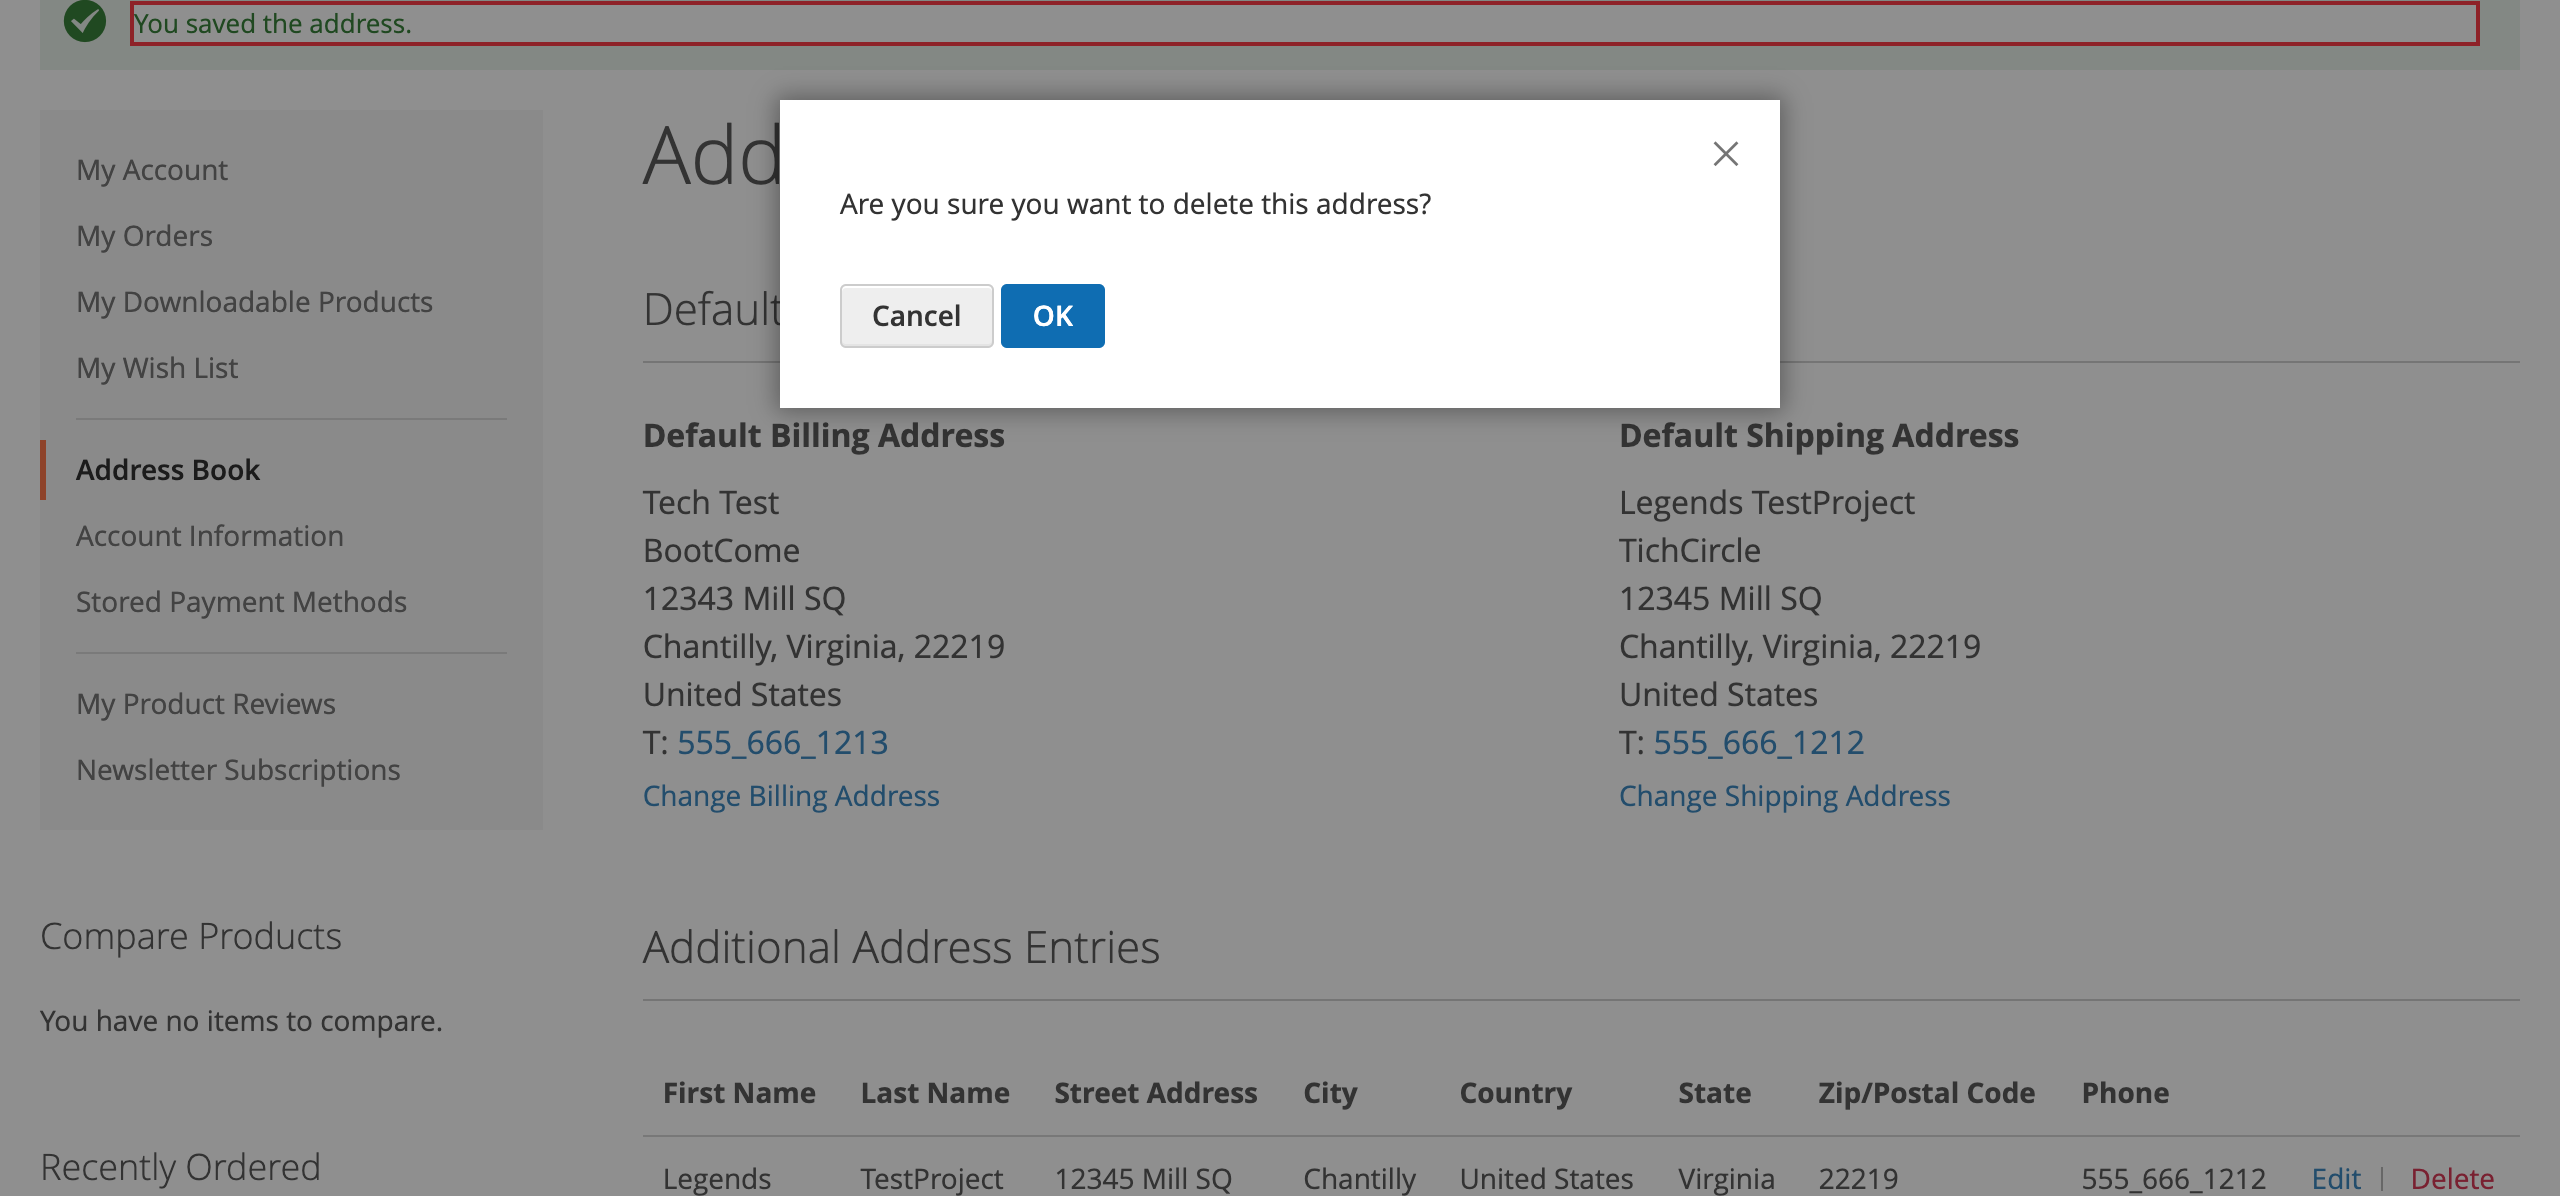 You saved the address.
My Account
My Orders
My Downloadable Products
My Wish List
Address Book
Account Information
Stored Payment Methods
My Product Reviews
Newsletter Subscriptions
Compare Products
You have no items to compare.
Recently Ordered
Add
Are you sure you want to delete this address?
Cancel OK
Default
Default Billing Address
Tech Test
BootCome
12343 Mill SQ
Chantilly, Virginia, 22219
United States
T: 555_666_1213
Change Billing Address
Default Shipping Address
Legends TestProject
TichCircle
12345 Mill SQ
Chantilly, Virginia, 22219
United States
T: 555_666_1212
Change Shipping Address
Additional Address Entries
First Name Last Name Street Address City Country State Zip/Postal Code Phone
Legends TestProject 12345 Mill SQ Chantilly United States Virginia 22219 555_666_1212 Edit | Delete